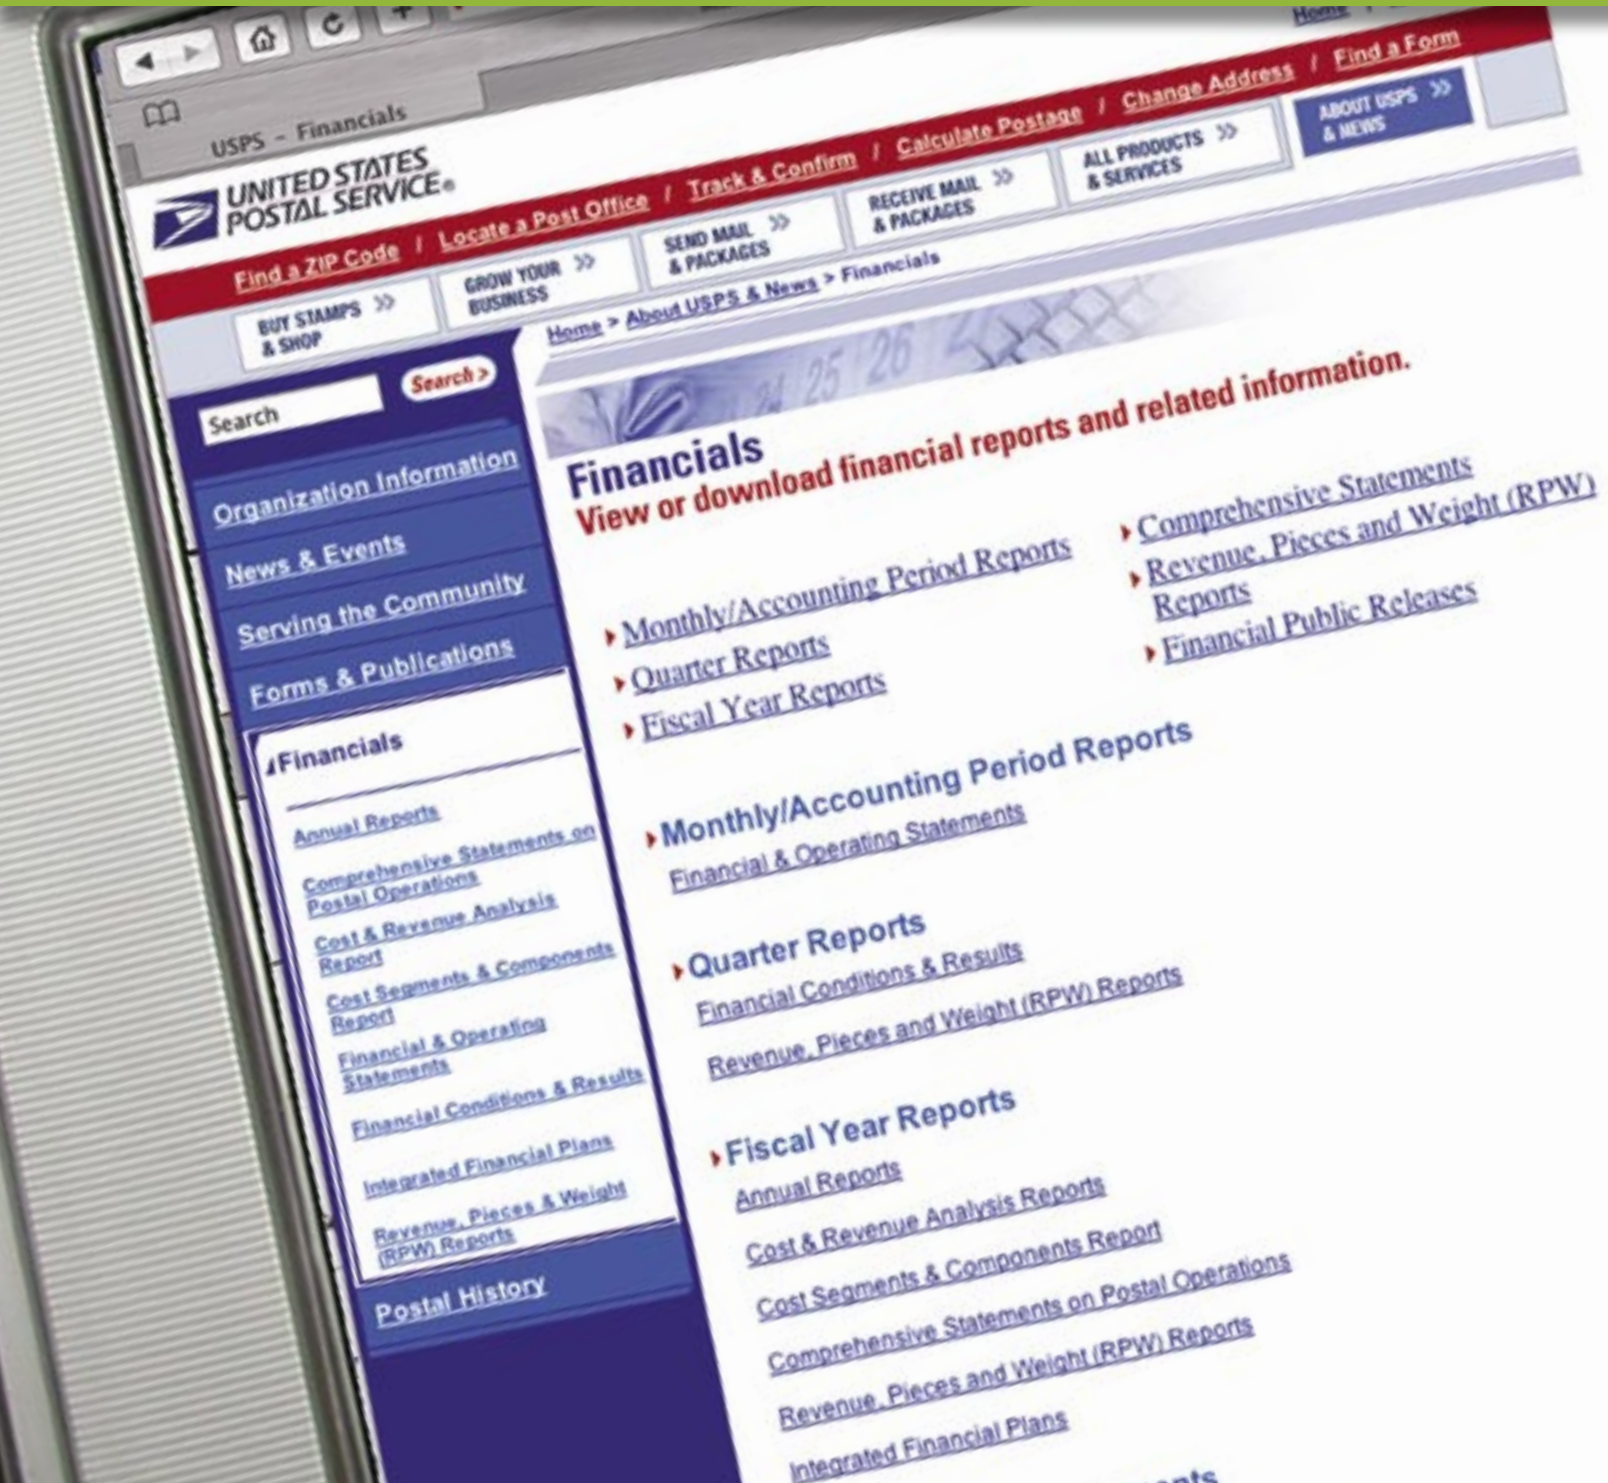 Home
USPS - Financials
UNITED STATES
POSTAL SERVICE®
Find a ZIP Code / Locate a Post Office / Track & Confirm / Calculate Postage / Change Address / Find a Form
BUY STAMPS >>
& SHOP
GROW YOUR >>
BUSINESS
SEND MAIL >>
& PACKAGES
RECEIVE MAIL >>
& PACKAGES
ALL PRODUCTS >>
& SERVICES
ABOUT USPS >>
& NEWS
Home > About USPS & News > Financials
Search
Search >
Organization Information
News & Events
Serving the Community
Forms & Publications
Financials
Annual Reports
Comprehensive Statements on
Postal Operations
Cost & Revenue Analysis
Report
Cost Segments & Components
Report
Financial & Operating
Statements
Financial Conditions & Results
Integrated Financial Plans
Revenue, Pieces & Weight
(RPW) Reports
Postal History
24 25 26
Financials
View or download financial reports and related information.
Monthly/Accounting Period Reports
Quarter Reports
Fiscal Year Reports
Comprehensive Statements
Revenue, Pieces and Weight (RPW)
Reports
Financial Public Releases
Monthly/Accounting Period Reports
Financial & Operating Statements
Quarter Reports
Financial Conditions & Results
Revenue, Pieces and Weight (RPW) Reports
Fiscal Year Reports
Annual Reports
Cost & Revenue Analysis Reports
Cost Segments & Components Report
Comprehensive Statements on Postal Operations
Revenue, Pieces and Weight (RPW) Reports
Integrated Financial Plans